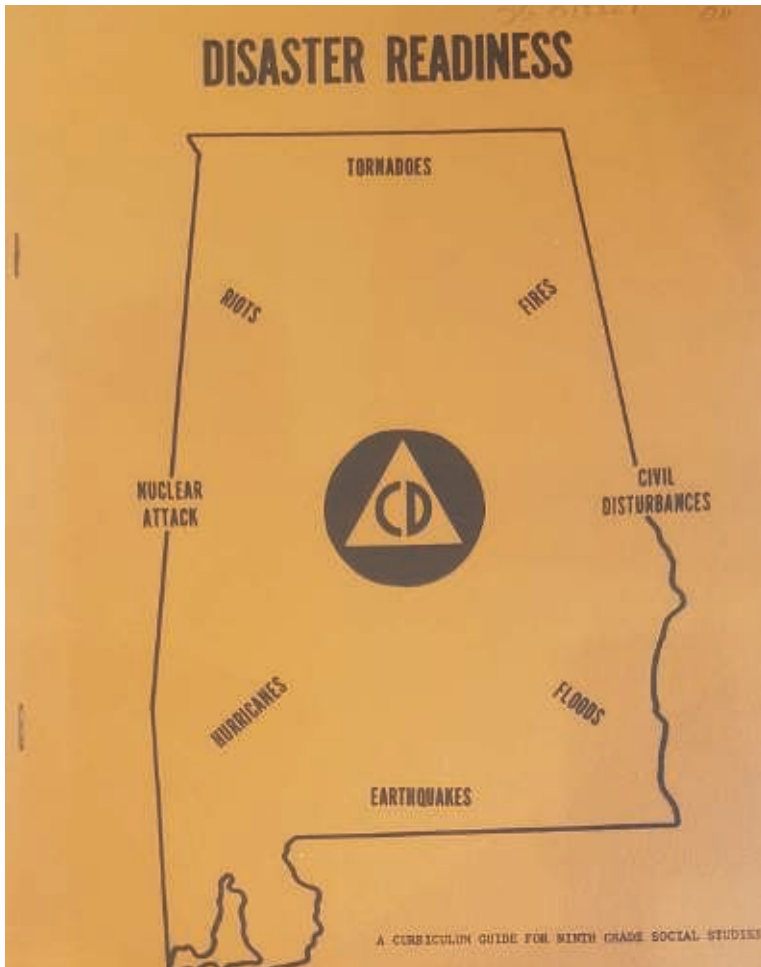 DISASTER READINESS
TORNADOES
RIOTS
FIRES
NUCLEAR
ATTACK
CD
CIVIL
DISTURBANCES
HURRICANES
FLOODS
EARTHQUAKES
A CURRICULUM GUIDE FOR NINTH GRADE SOCIAL STUDIES